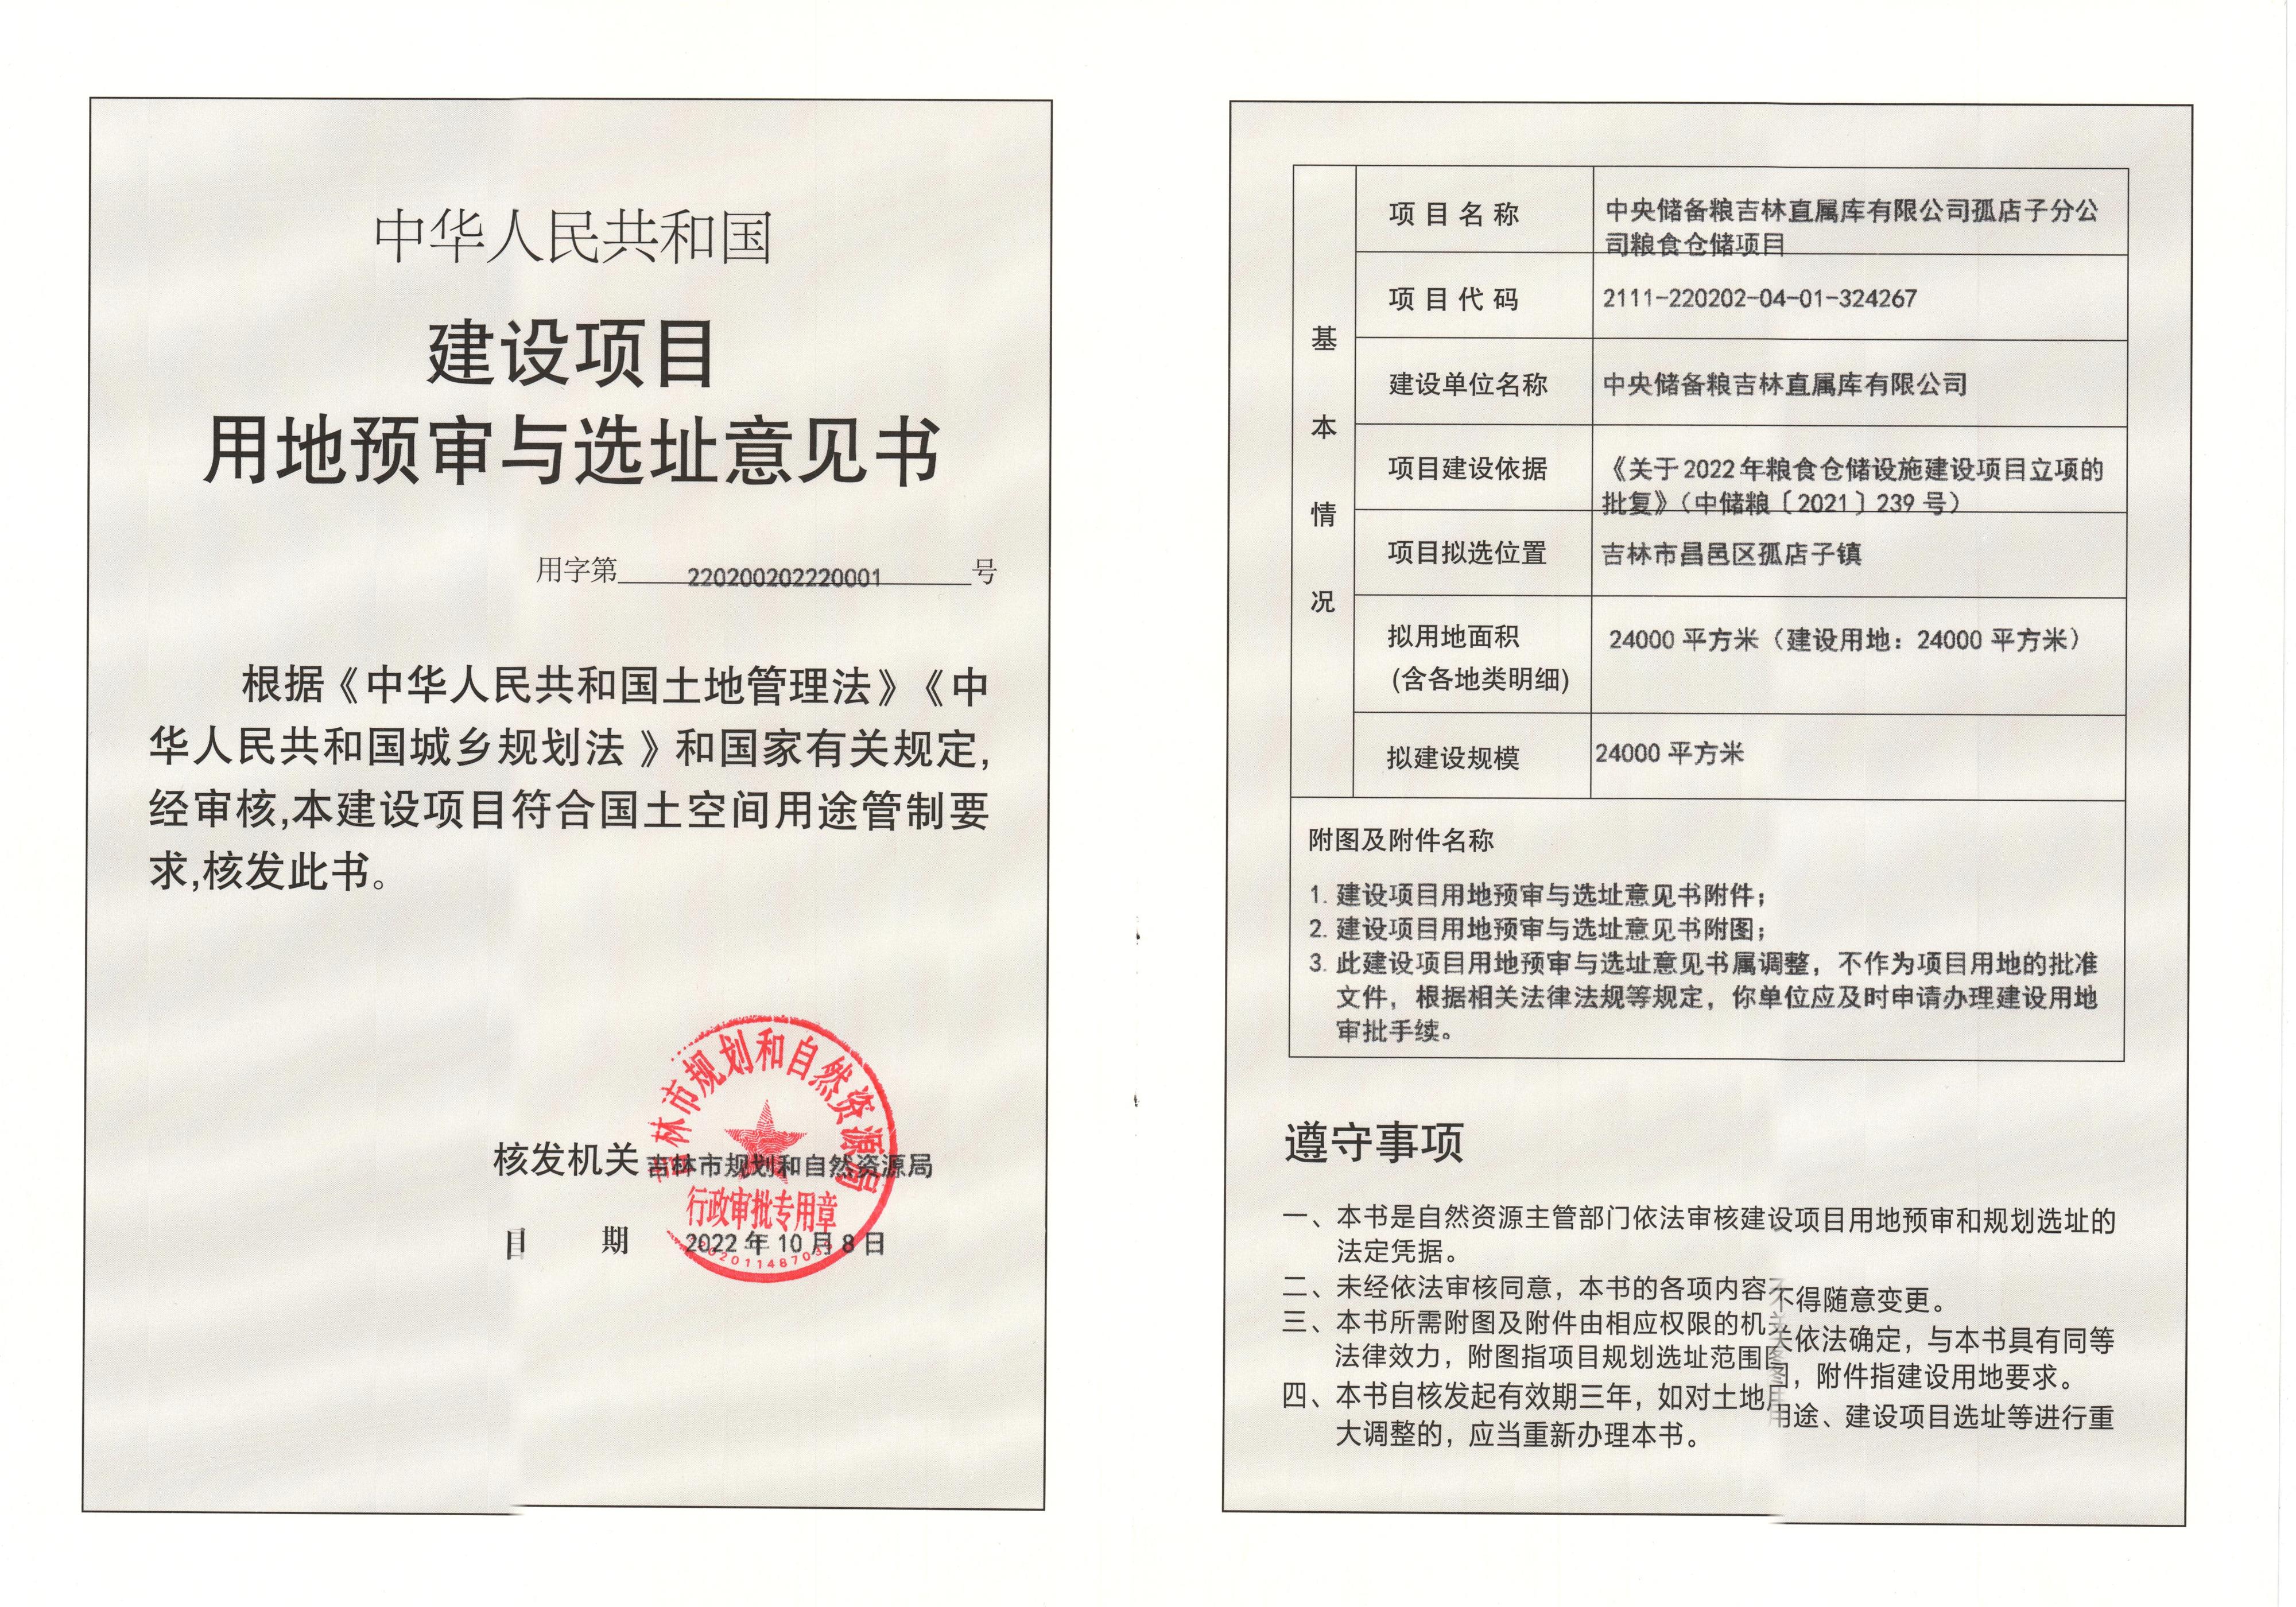 中华人民共和国
建设项目
用地预审与选址意见书
用字第 220200202220001 号
根据《中华人民共和国土地管理法》《中
华人民共和国城乡规划法》和国家有关规定,
经审核,本建设项目符合国土空间用途管制要
求,核发此书。
核发机关 吉林市规划和自然资源局
日 期 2022年10月8日
吉林市规划和自然资源局
行政审批专用章
基本情况
项目名称 中央储备粮吉林直属库有限公司孤店子分公
司粮食仓储项目
项目代码 2111-220202-04-01-324267
建设单位名称 中央储备粮吉林直属库有限公司
项目建设依据 《关于2022年粮食仓储设施建设项目立项的
批复》(中储粮〔2021〕239号)
项目拟选位置 吉林市昌邑区孤店子镇
拟用地面积 24000平方米(建设用地:24000平方米)
(含各地类明细)
拟建设规模 24000平方米
附图及附件名称
1. 建设项目用地预审与选址意见书附件;
2. 建设项目用地预审与选址意见书附图;
3. 此建设项目用地预审与选址意见书属调整,不作为项目用地的批准
文件,根据相关法律法规等规定,你单位应及时申请办理建设用地
审批手续。
遵守事项
一、本书是自然资源主管部门依法审核建设项目用地预审和规划选址的
法定凭据。
二、未经依法审核同意,本书的各项内容不得随意变更。
三、本书所需附图及附件由相应权限的机关依法确定,与本书具有同等
法律效力,附图指项目规划选址范围图,附件指建设用地要求。
四、本书自核发起有效期三年,如对土地用途、建设项目选址等进行重
大调整的,应当重新办理本书。